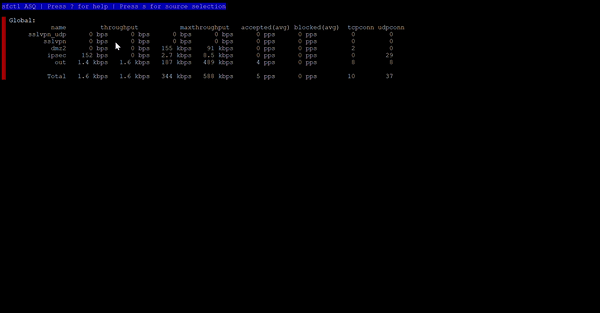 sfctl ASQ | Press ? for help | Press s for source selection
Global:
name throughput maxthroughput accepted(avg) blocked(avg) tcpconn udpconn
sslvpn_udp 0 bps 0 bps 0 bps 0 bps 0 pps 0 pps 0 0
sslvpn 0 bps 0 bps 0 bps 0 bps 0 pps 0 pps 0 0
dmz2 0 bps 0 bps 155 kbps 91 kbps 0 pps 0 pps 2 0
ipsec 152 bps 0 bps 2.7 kbps 8.5 kbps 0 pps 0 pps 0 29
out 1.4 kbps 1.6 kbps 187 kbps 489 kbps 4 pps 0 pps 8 8
Total 1.6 kbps 1.6 kbps 344 kbps 588 kbps 5 pps 0 pps 10 37